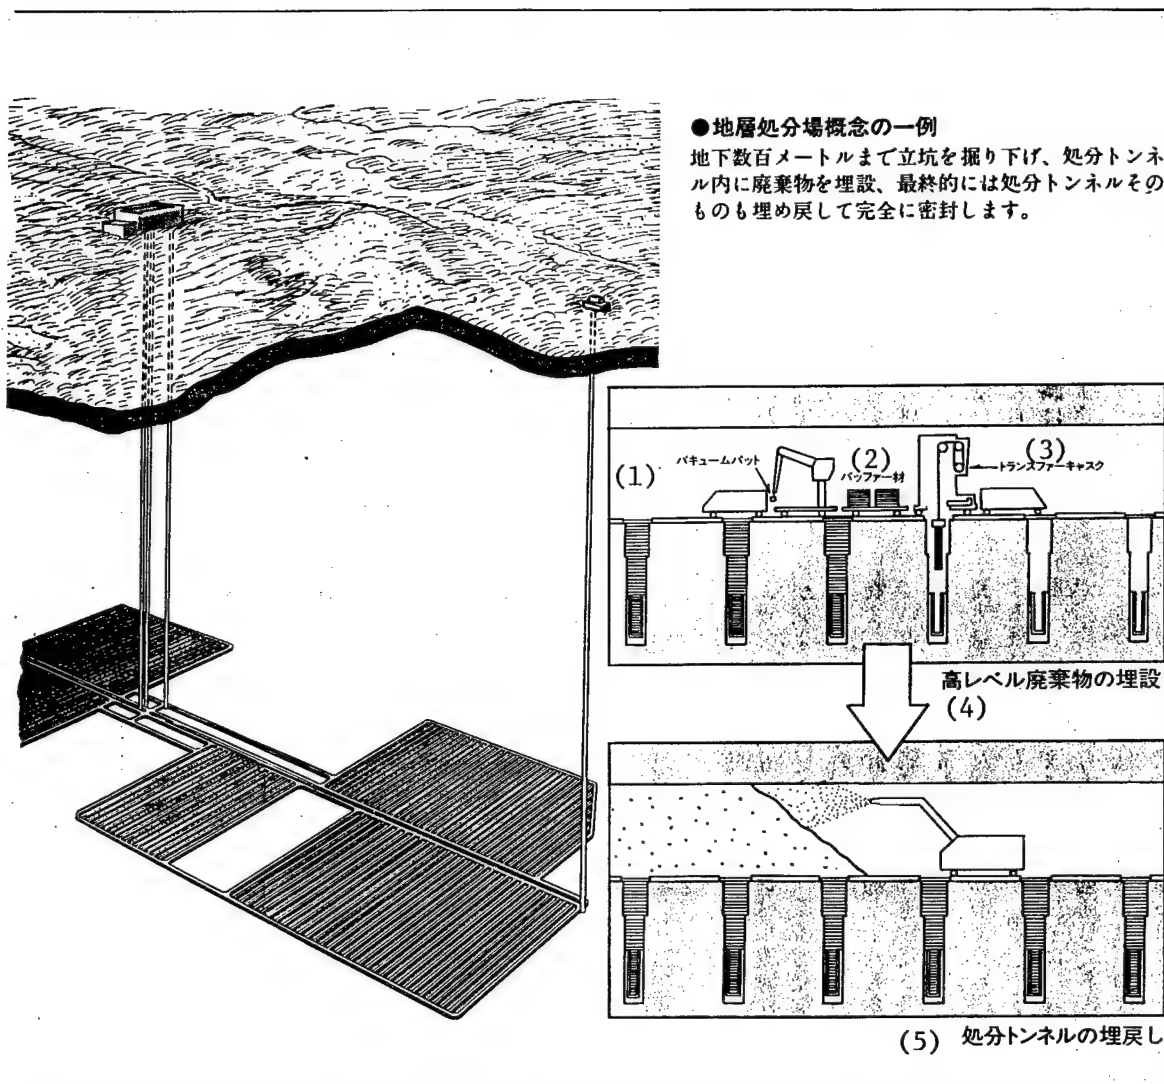 ●地層処分場概念の一例
地下数百メートルまで立坑を掘り下げ、処分トンネ
ル内に廃棄物を埋設、最終的には処分トンネルその
ものも埋め戻して完全に密封します。
(1)
バキュームパット
(2)
バッファー材
(3)
トランスファーキャスク
高レベル廃棄物の埋設
(4)
(5) 処分トンネルの埋戻し